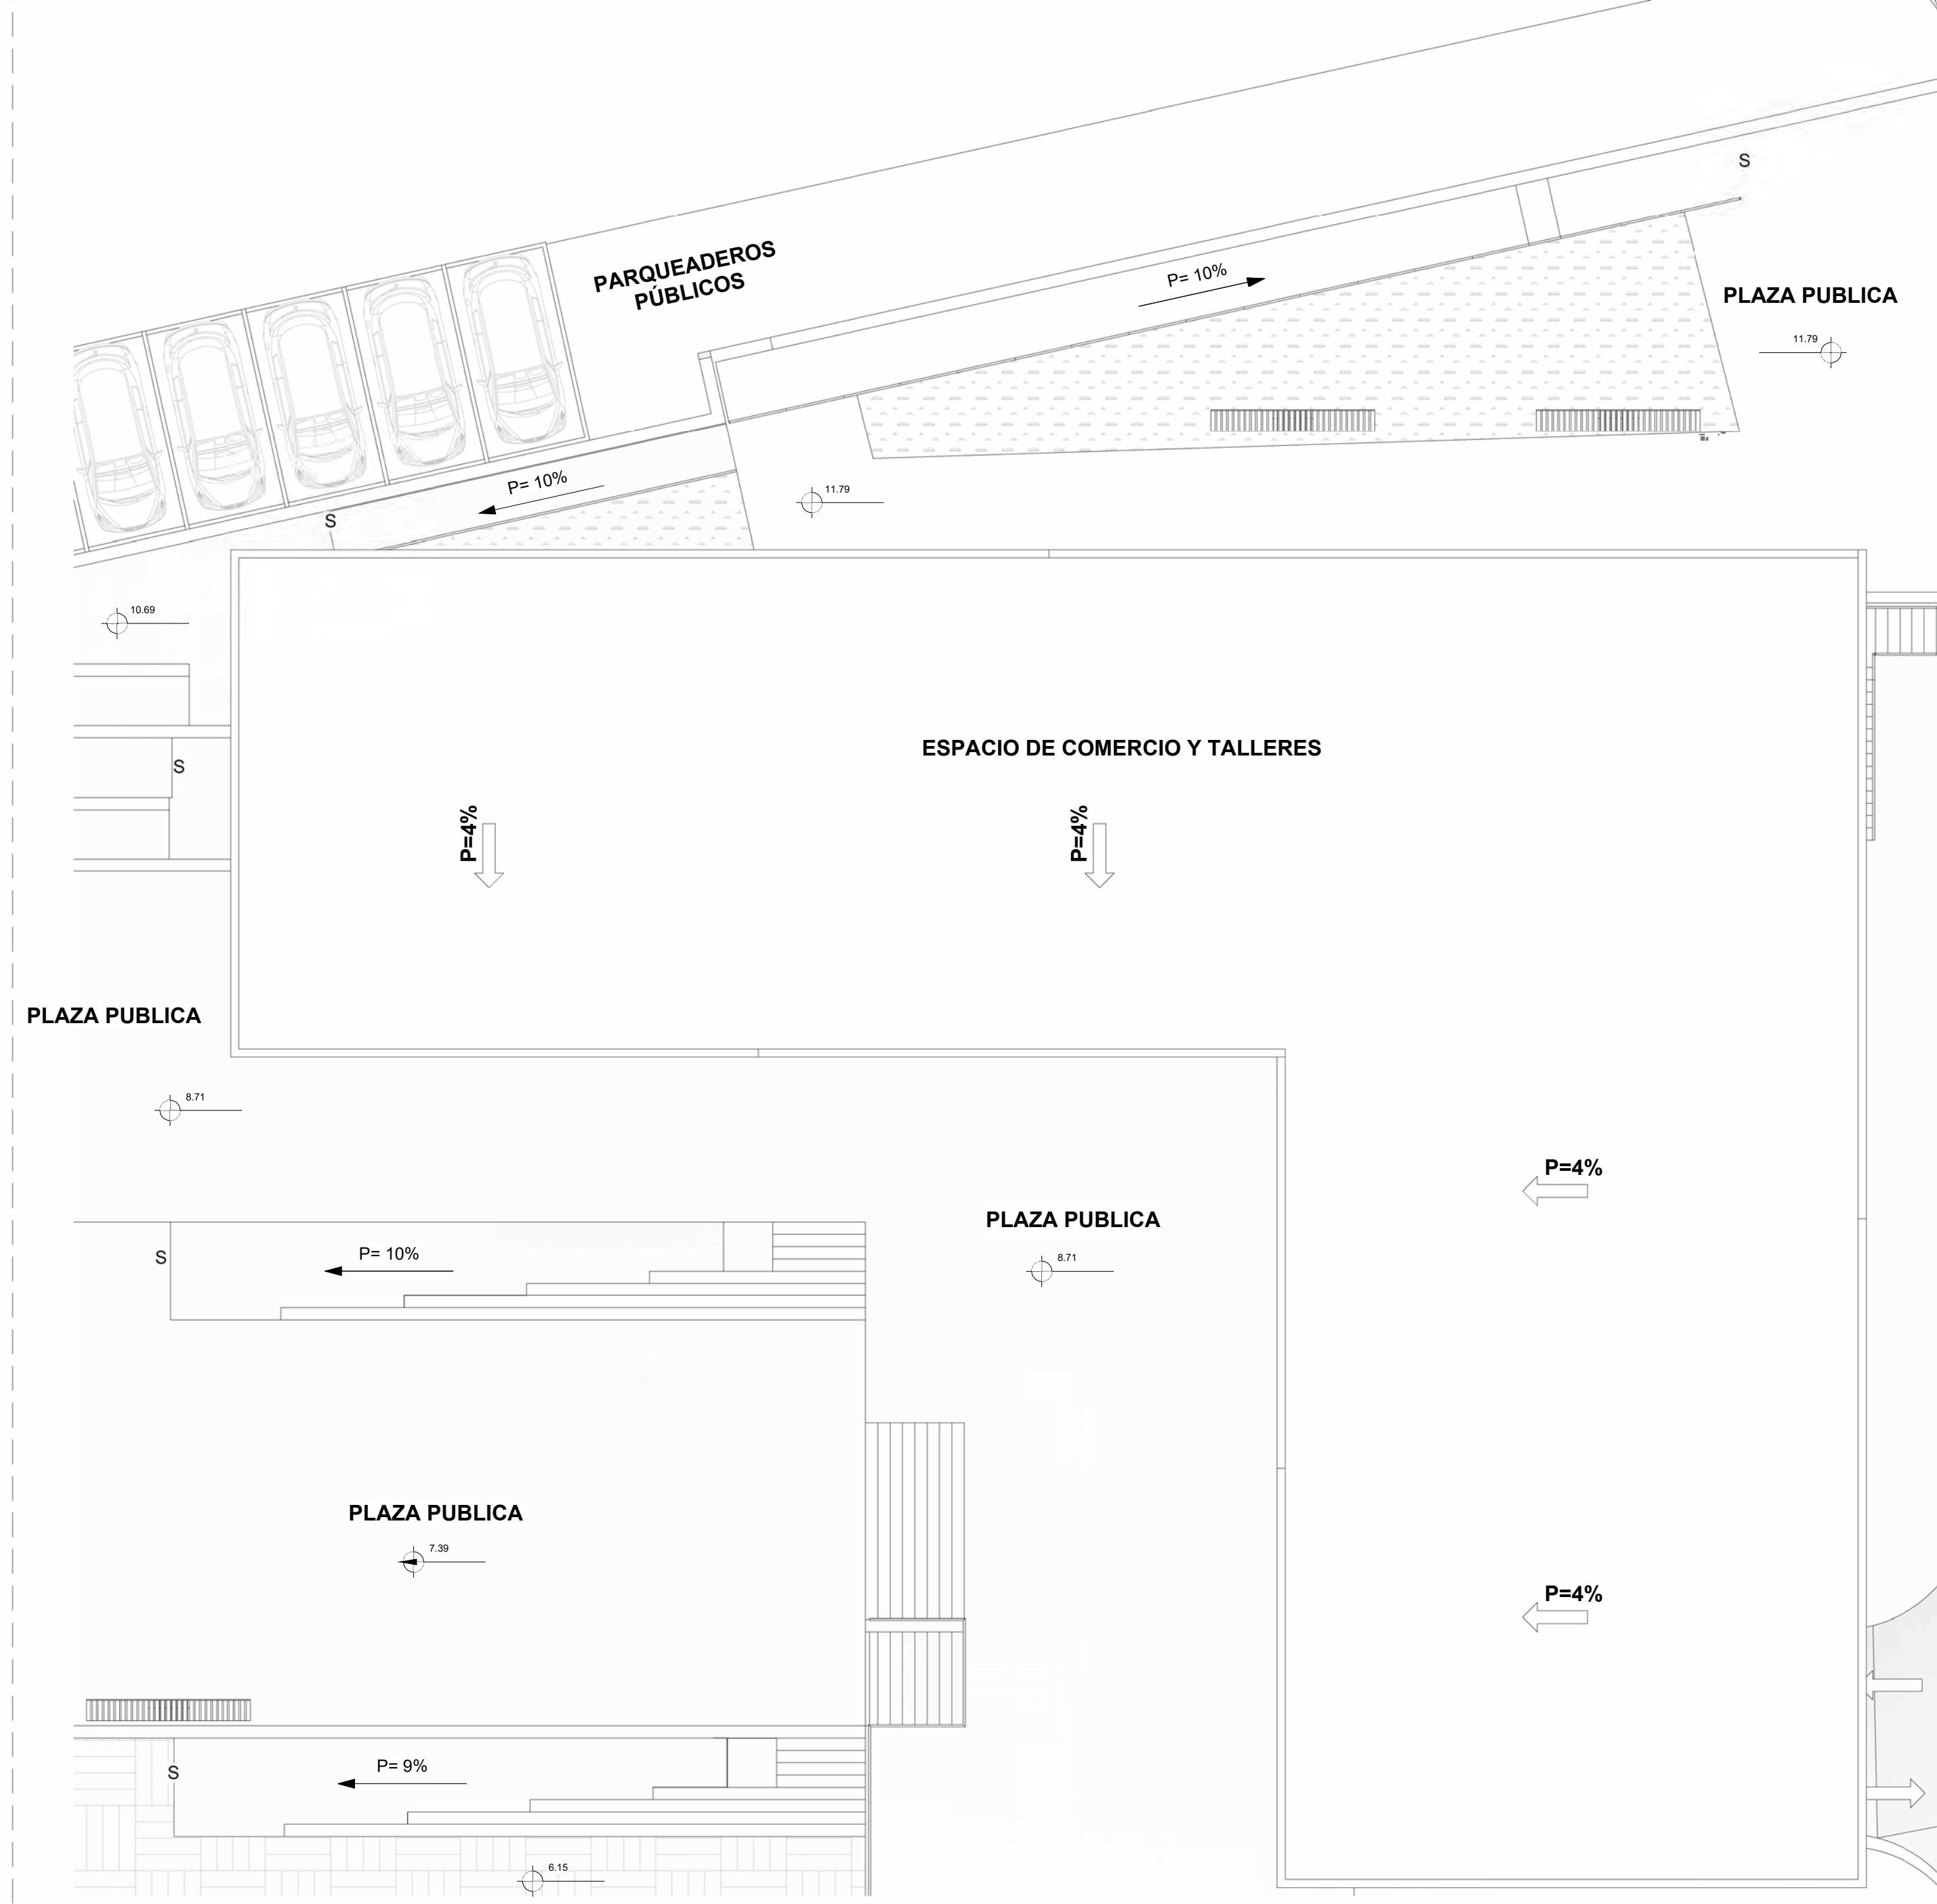 S
PARQUEADEROS
PÚBLICOS
P= 10%
PLAZA PUBLICA
11.79
P= 10%
11.79
S
10.69
ESPACIO DE COMERCIO Y TALLERES
S
P=4%
P=4%
PLAZA PUBLICA
8.71
P=4%
PLAZA PUBLICA
S
P= 10%
8.71
PLAZA PUBLICA
7.39
P=4%
P= 9%
S
6.15